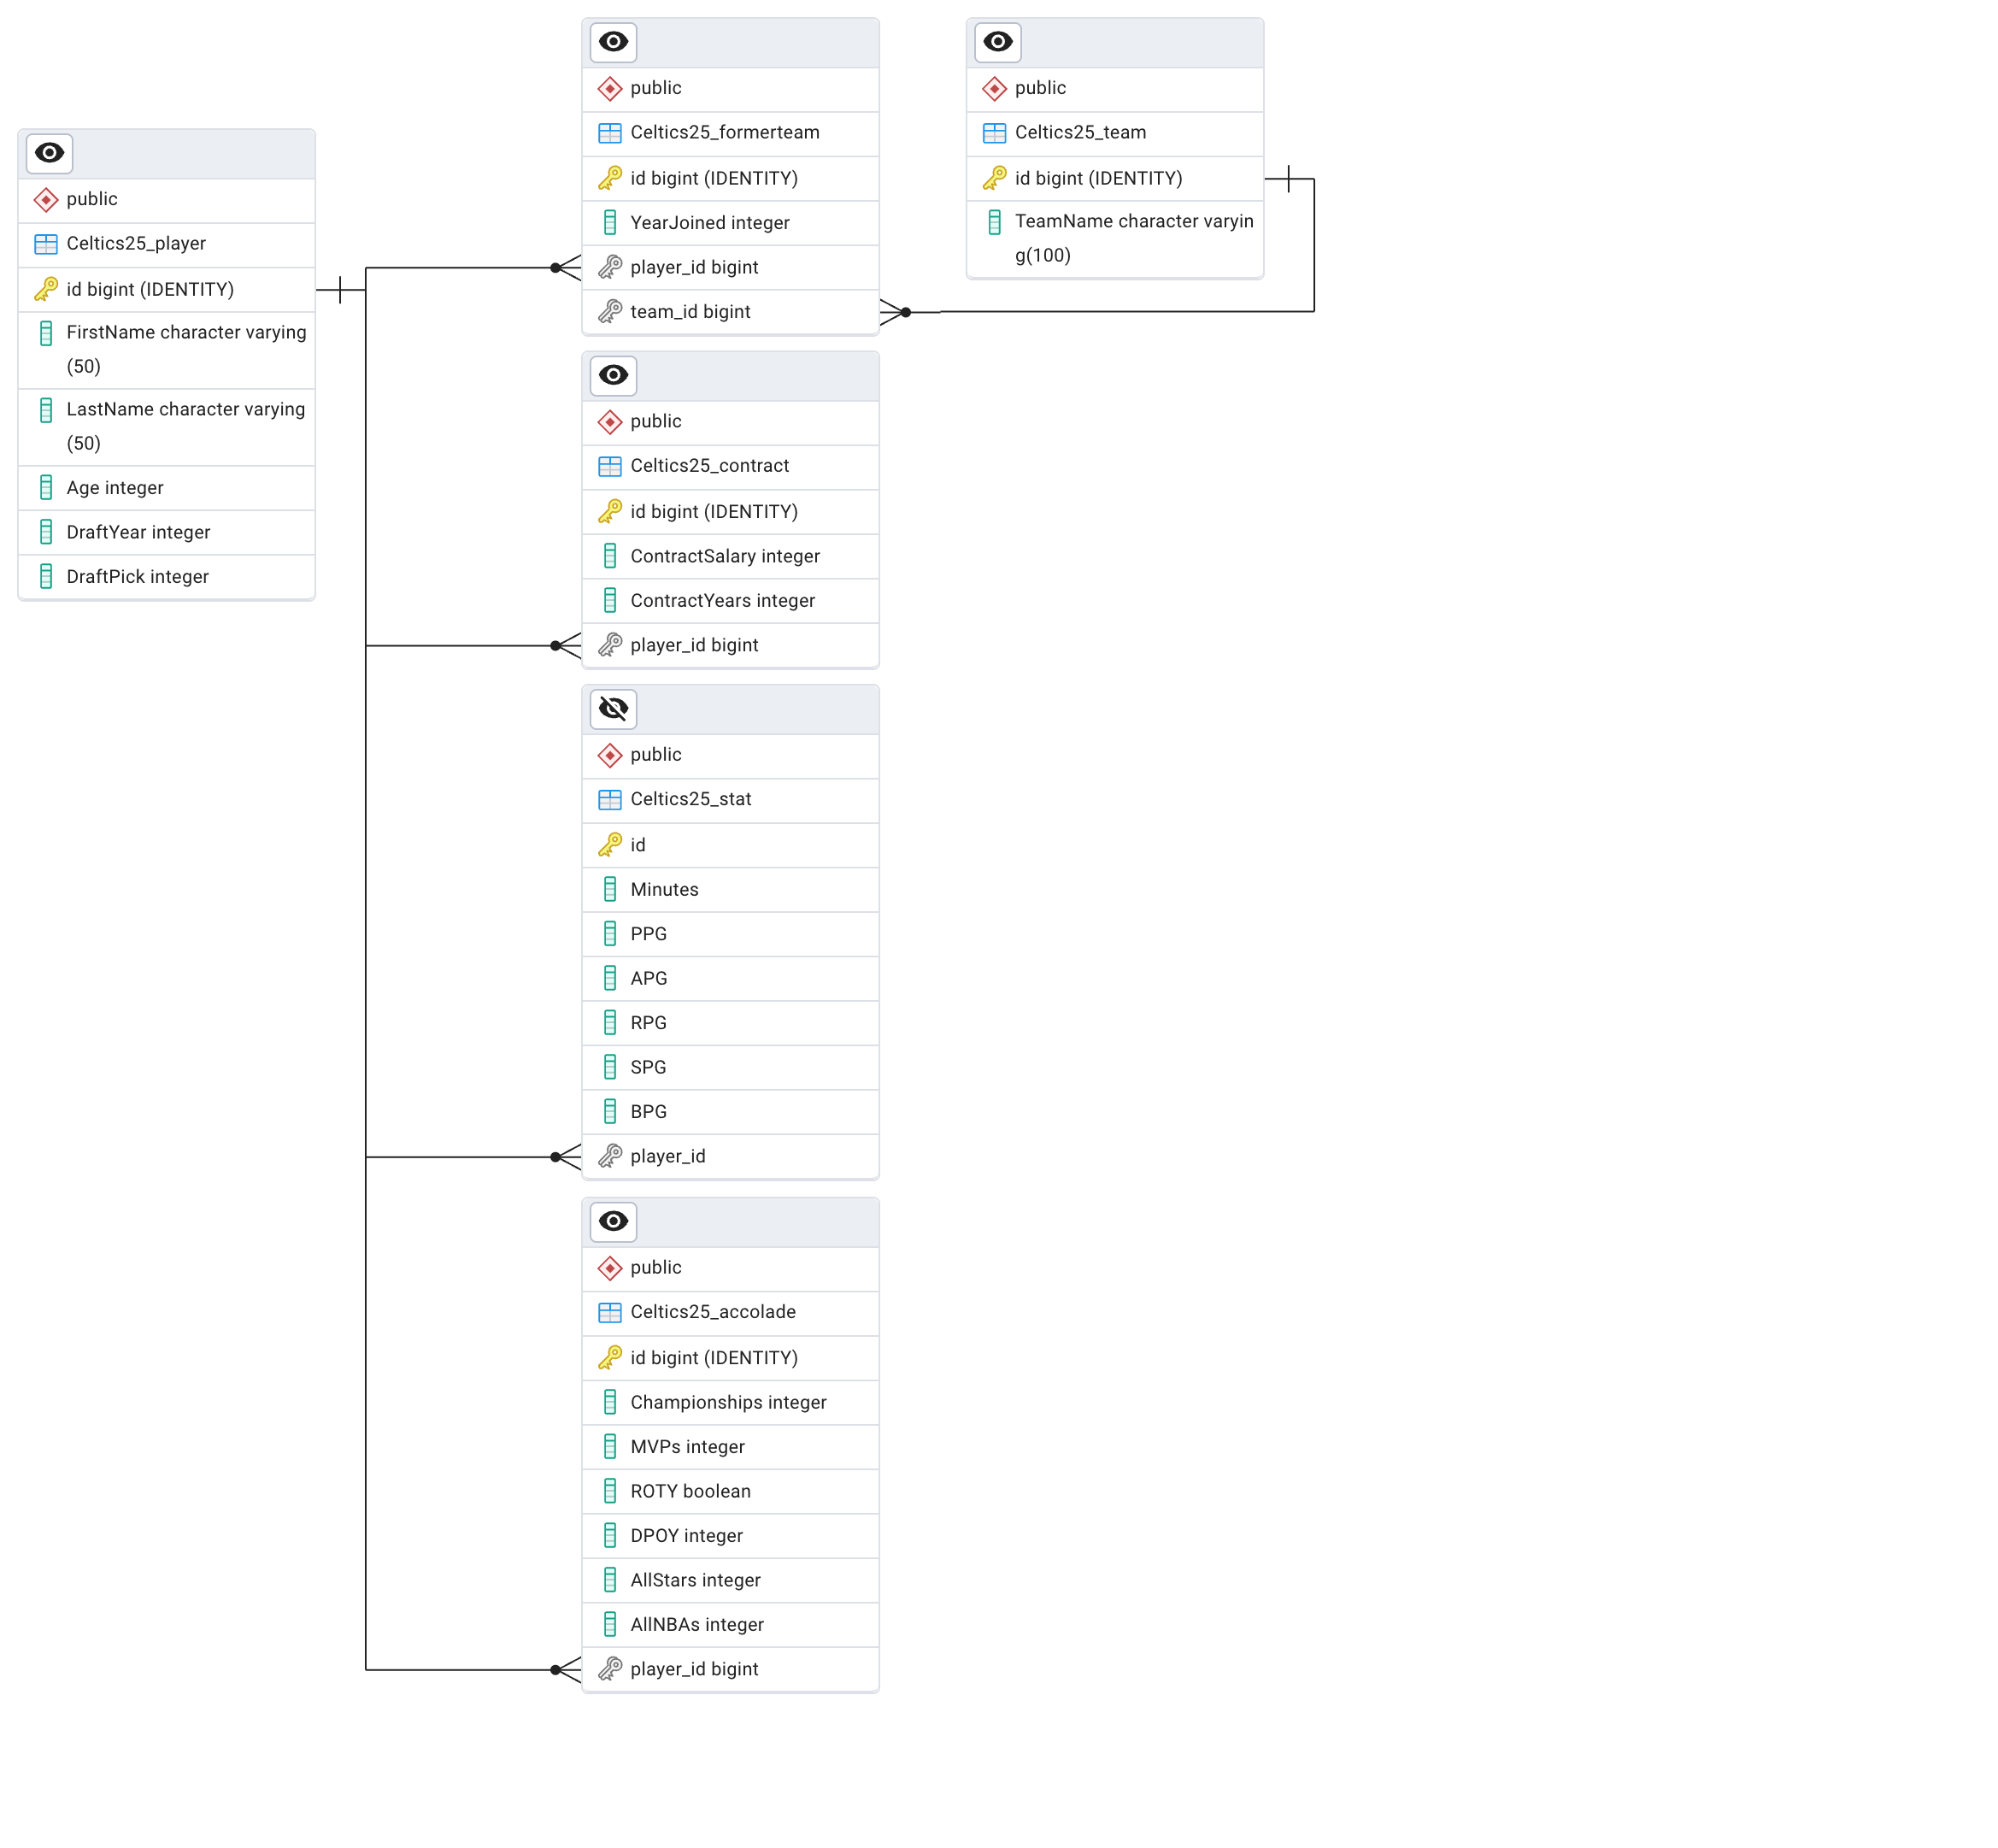 public
Celtics25_player
id bigint (IDENTITY)
FirstName character varying
(50)
LastName character varying
(50)
Age integer
DraftYear integer
DraftPick integer
public
Celtics25_formerteam
id bigint (IDENTITY)
YearJoined integer
player_id bigint
team_id bigint
public
Celtics25_team
id bigint (IDENTITY)
TeamName character varyin
g(100)
public
Celtics25_contract
id bigint (IDENTITY)
ContractSalary integer
ContractYears integer
player_id bigint
public
Celtics25_stat
id
Minutes
PPG
APG
RPG
SPG
BPG
player_id
public
Celtics25_accolade
id bigint (IDENTITY)
Championships integer
MVPs integer
ROTY boolean
DPOY integer
AllStars integer
AllNBAs integer
player_id bigint